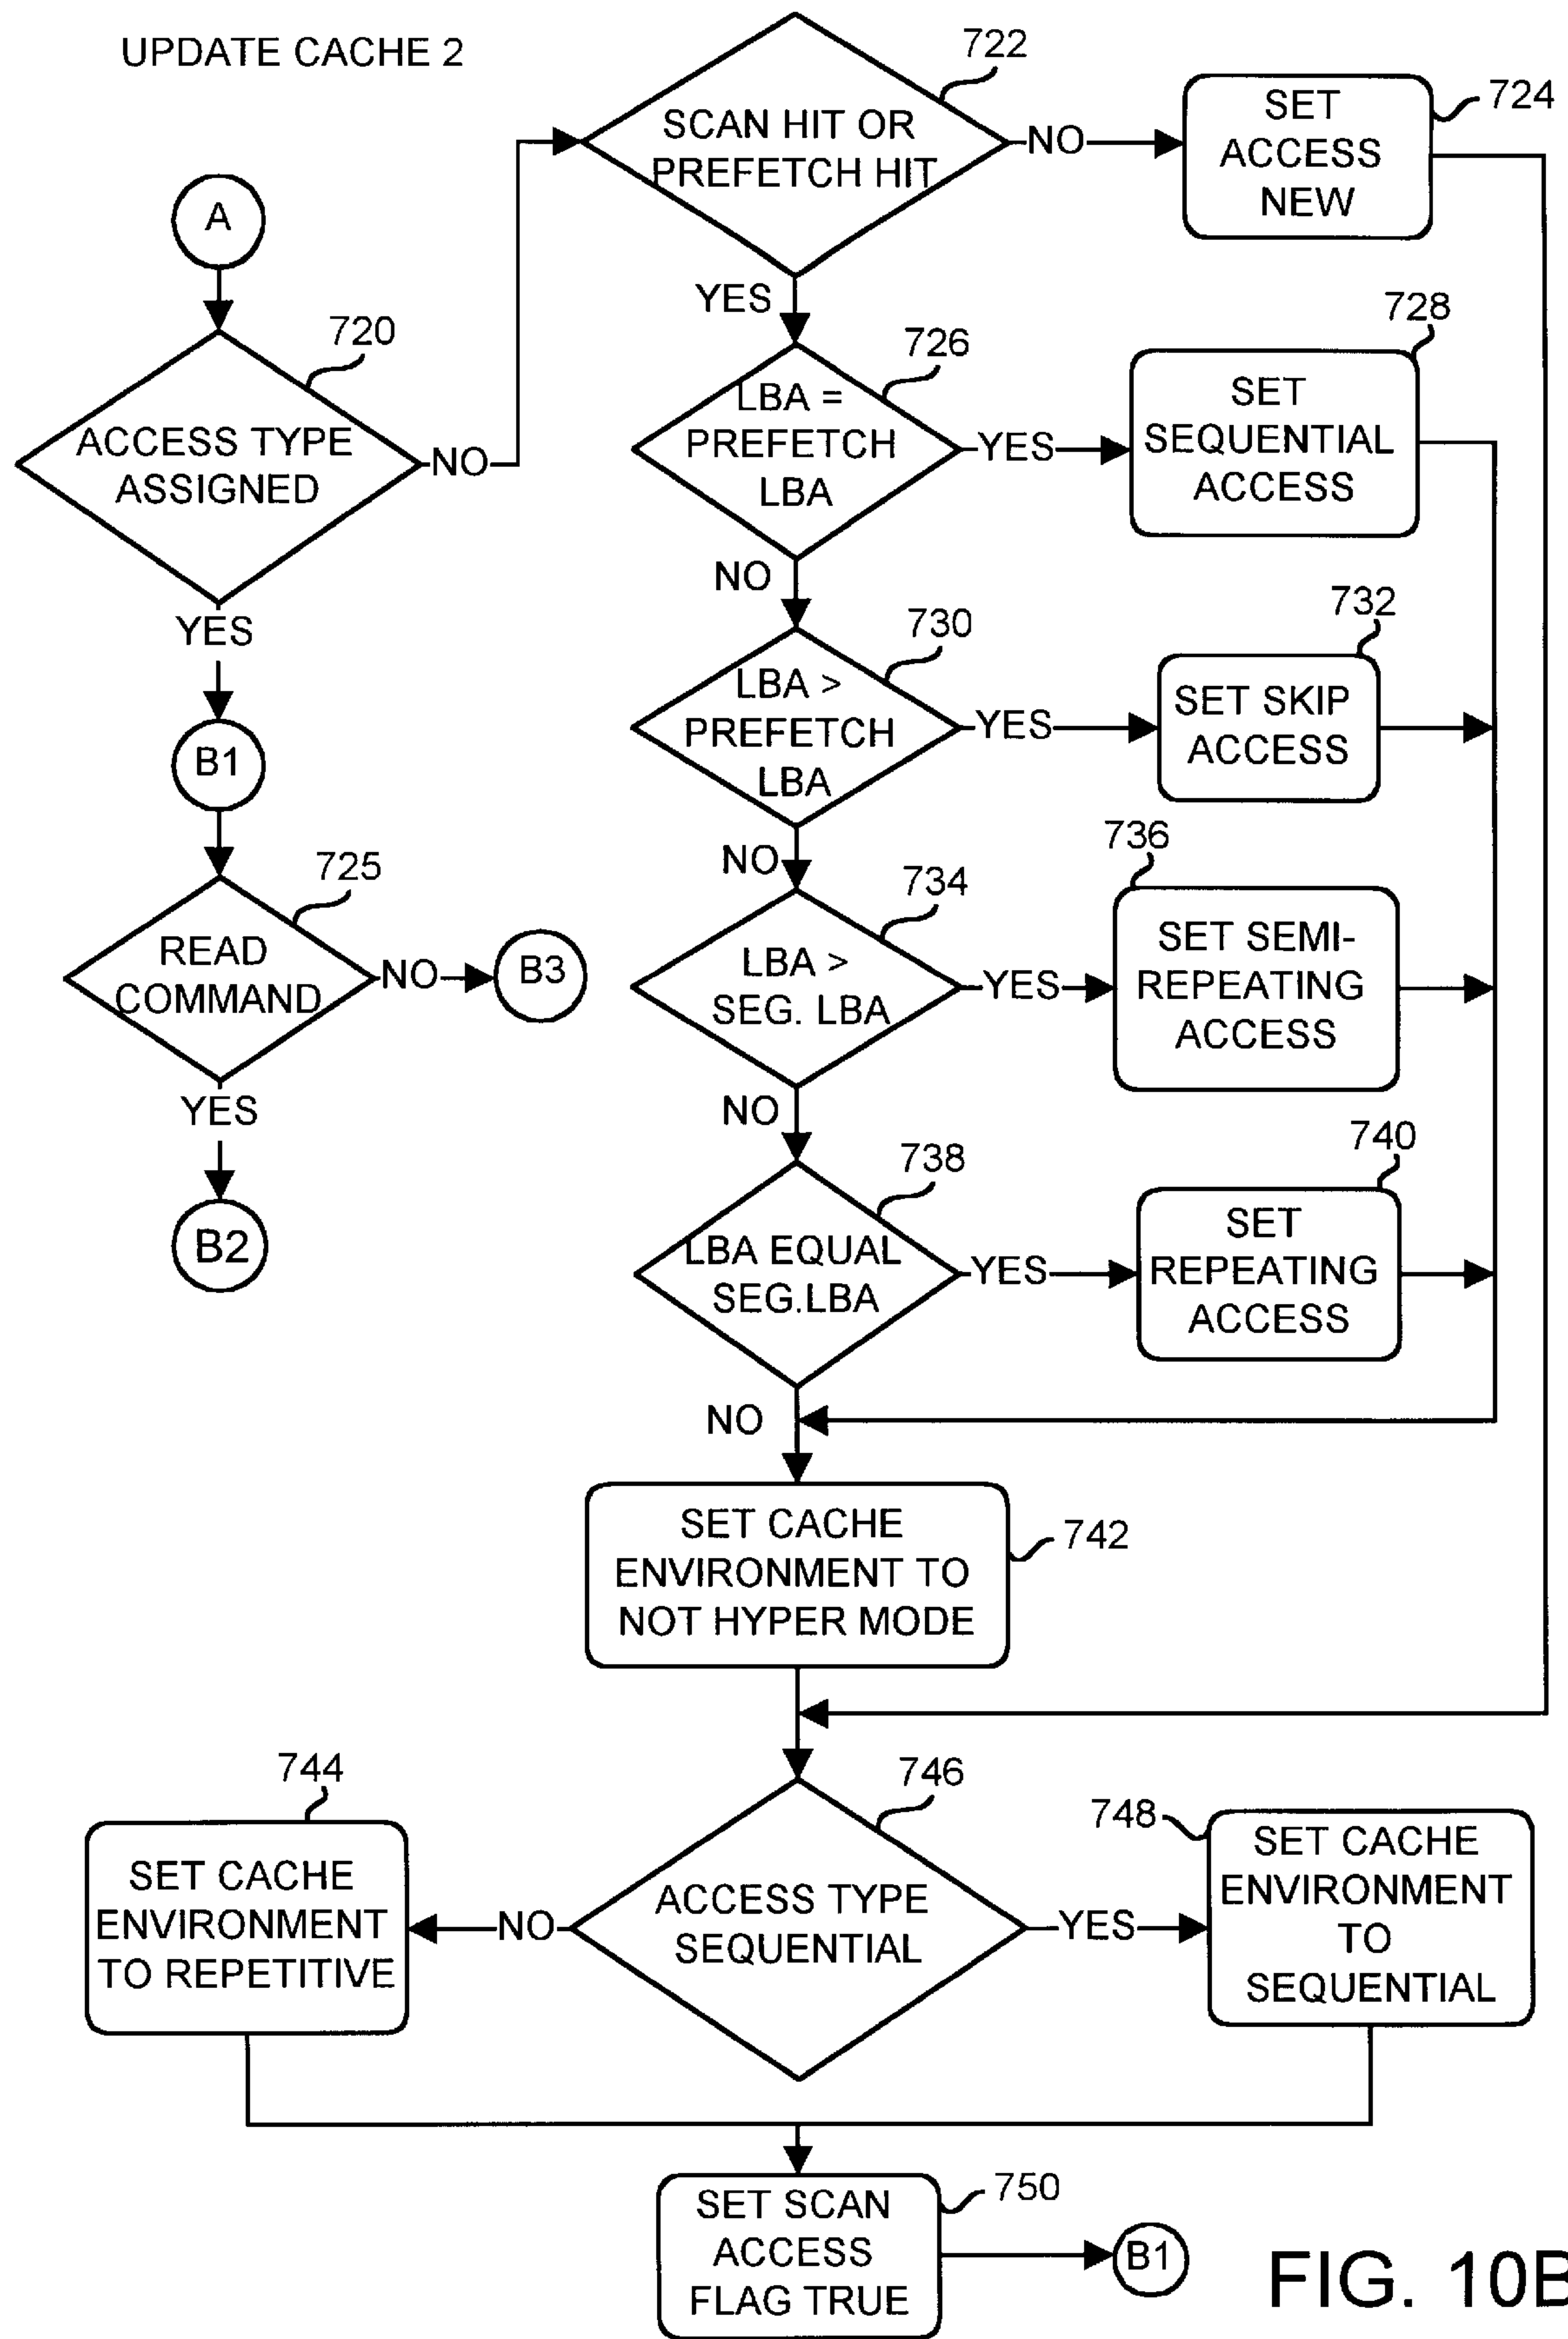 UPDATE CACHE 2
722
SCAN HIT OR
PREFETCH HIT
NO
SET
ACCESS
NEW
724
A
720
ACCESS TYPE
ASSIGNED
NO
YES
B1
725
READ
COMMAND
NO
B3
YES
B2
YES
726
LBA =
PREFETCH
LBA
YES
728
SET
SEQUENTIAL
ACCESS
NO
730
LBA >
PREFETCH
LBA
YES
732
SET SKIP
ACCESS
NO
734
LBA >
SEG. LBA
YES
736
SET SEMI-
REPEATING
ACCESS
NO
738
LBA EQUAL
SEG.LBA
YES
740
SET
REPEATING
ACCESS
NO
SET CACHE
ENVIRONMENT TO
NOT HYPER MODE
742
744
SET CACHE
ENVIRONMENT
TO REPETITIVE
NO
746
ACCESS TYPE
SEQUENTIAL
YES
748
SET CACHE
ENVIRONMENT
TO
SEQUENTIAL
SET SCAN
ACCESS
FLAG TRUE
750
B1
FIG. 10B